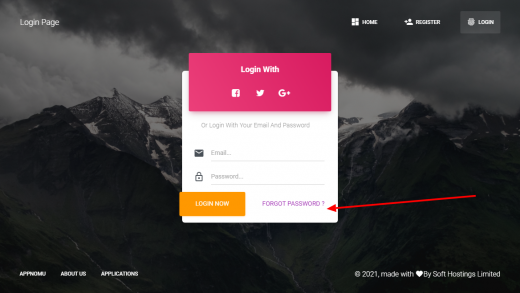 Login Page
HOME
REGISTER
LOGIN
Login With
Or Login With Your Email And Password
Email...
Password...
LOGIN NOW
FORGOT PASSWORD ?
APPNOMU
ABOUT US
APPLICATIONS
© 2021, made with ♥By Soft Hostings Limited